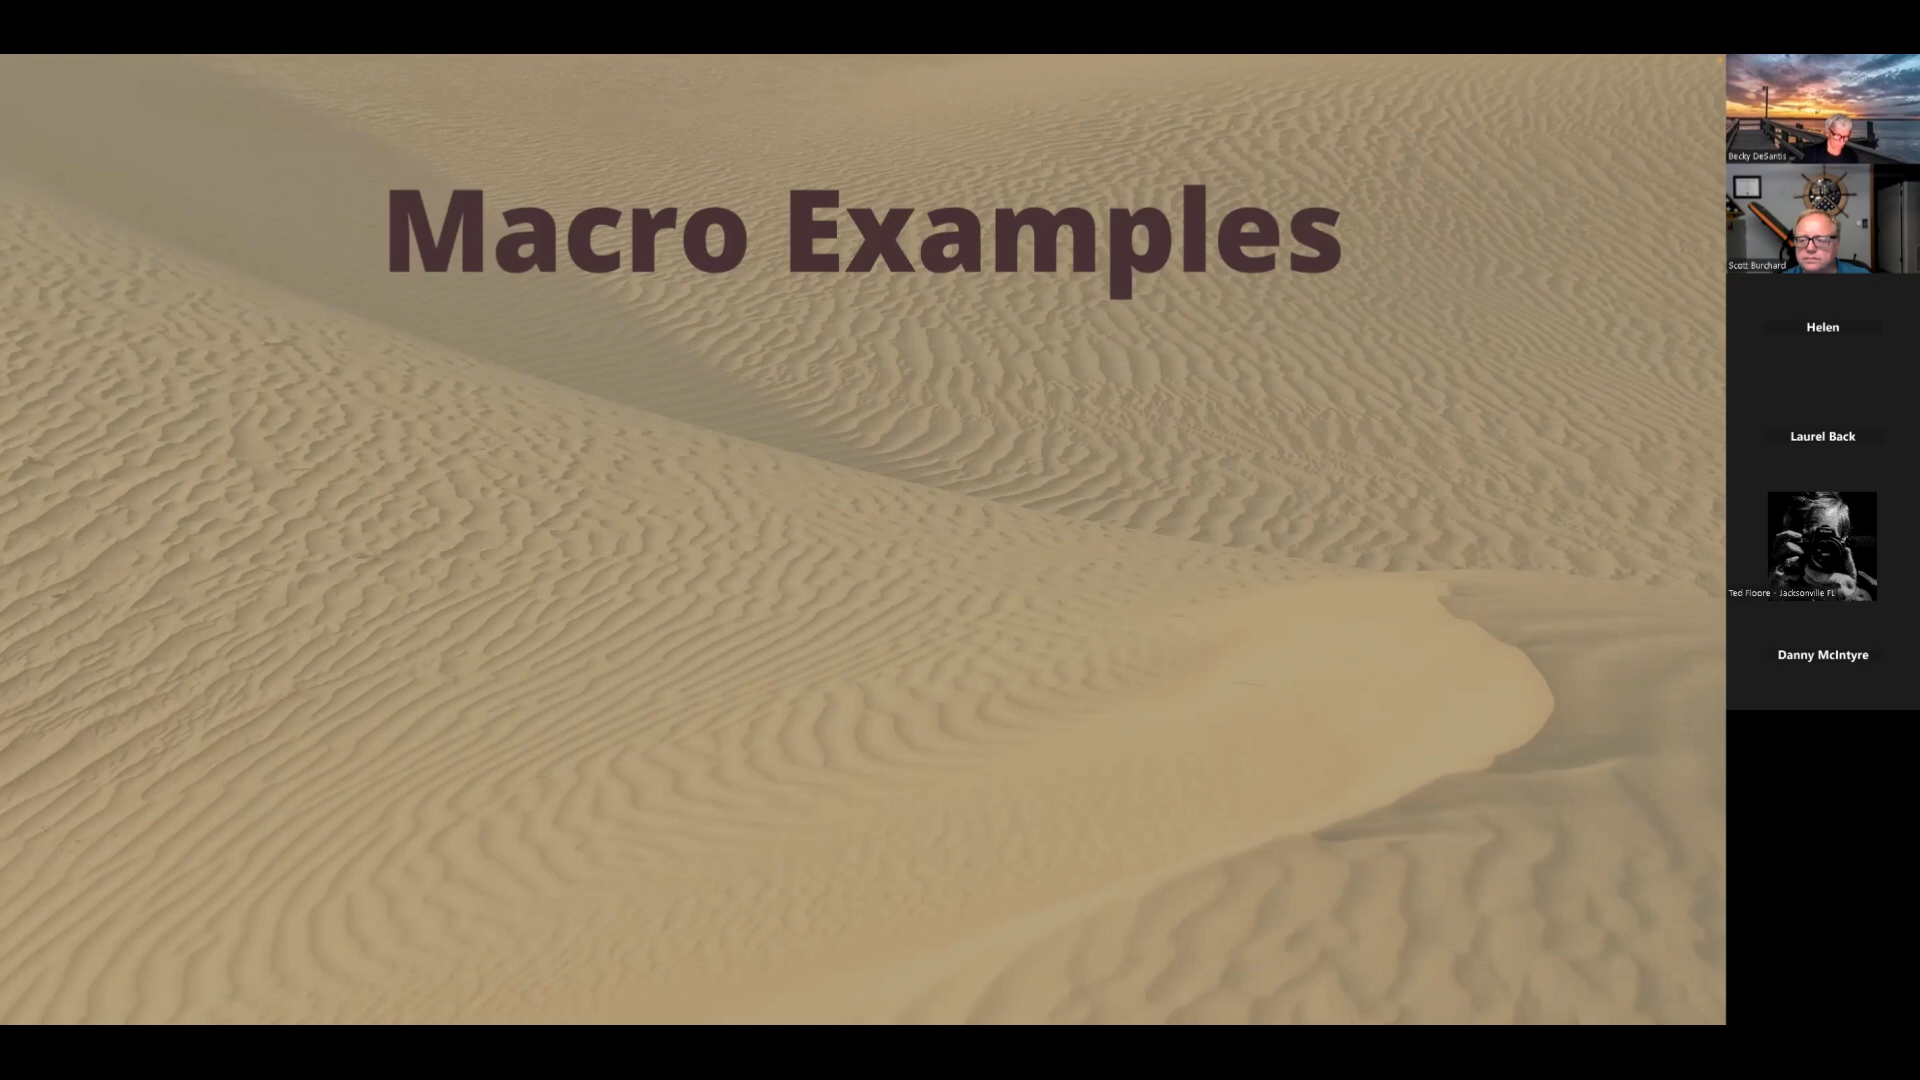 Macro Examples
Becky DeSantis
Scott Burchard
Helen
Laurel Back
Ted Floore - Jacksonville FL
Danny McIntyre